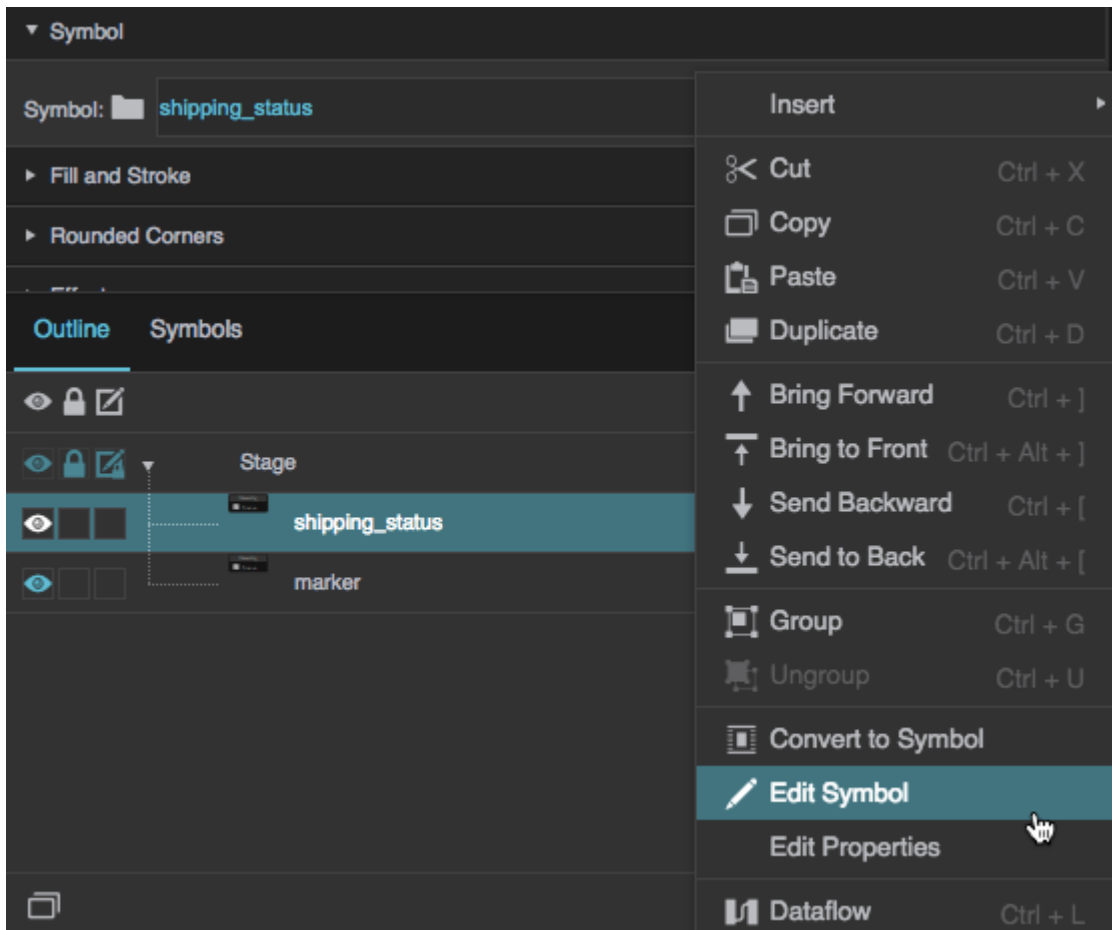 Symbol
Symbol: shipping_status
Fill and Stroke
Rounded Corners
Outline Symbols
Stage
shipping_status
marker
Insert
Cut Ctrl + X
Copy Ctrl + C
Paste Ctrl + V
Duplicate Ctrl + D
Bring Forward Ctrl + ]
Bring to Front Ctrl + Alt + ]
Send Backward Ctrl + [
Send to Back Ctrl + Alt + [
Group Ctrl + G
Ungroup Ctrl + U
Convert to Symbol
Edit Symbol
Edit Properties
Dataflow Ctrl + L